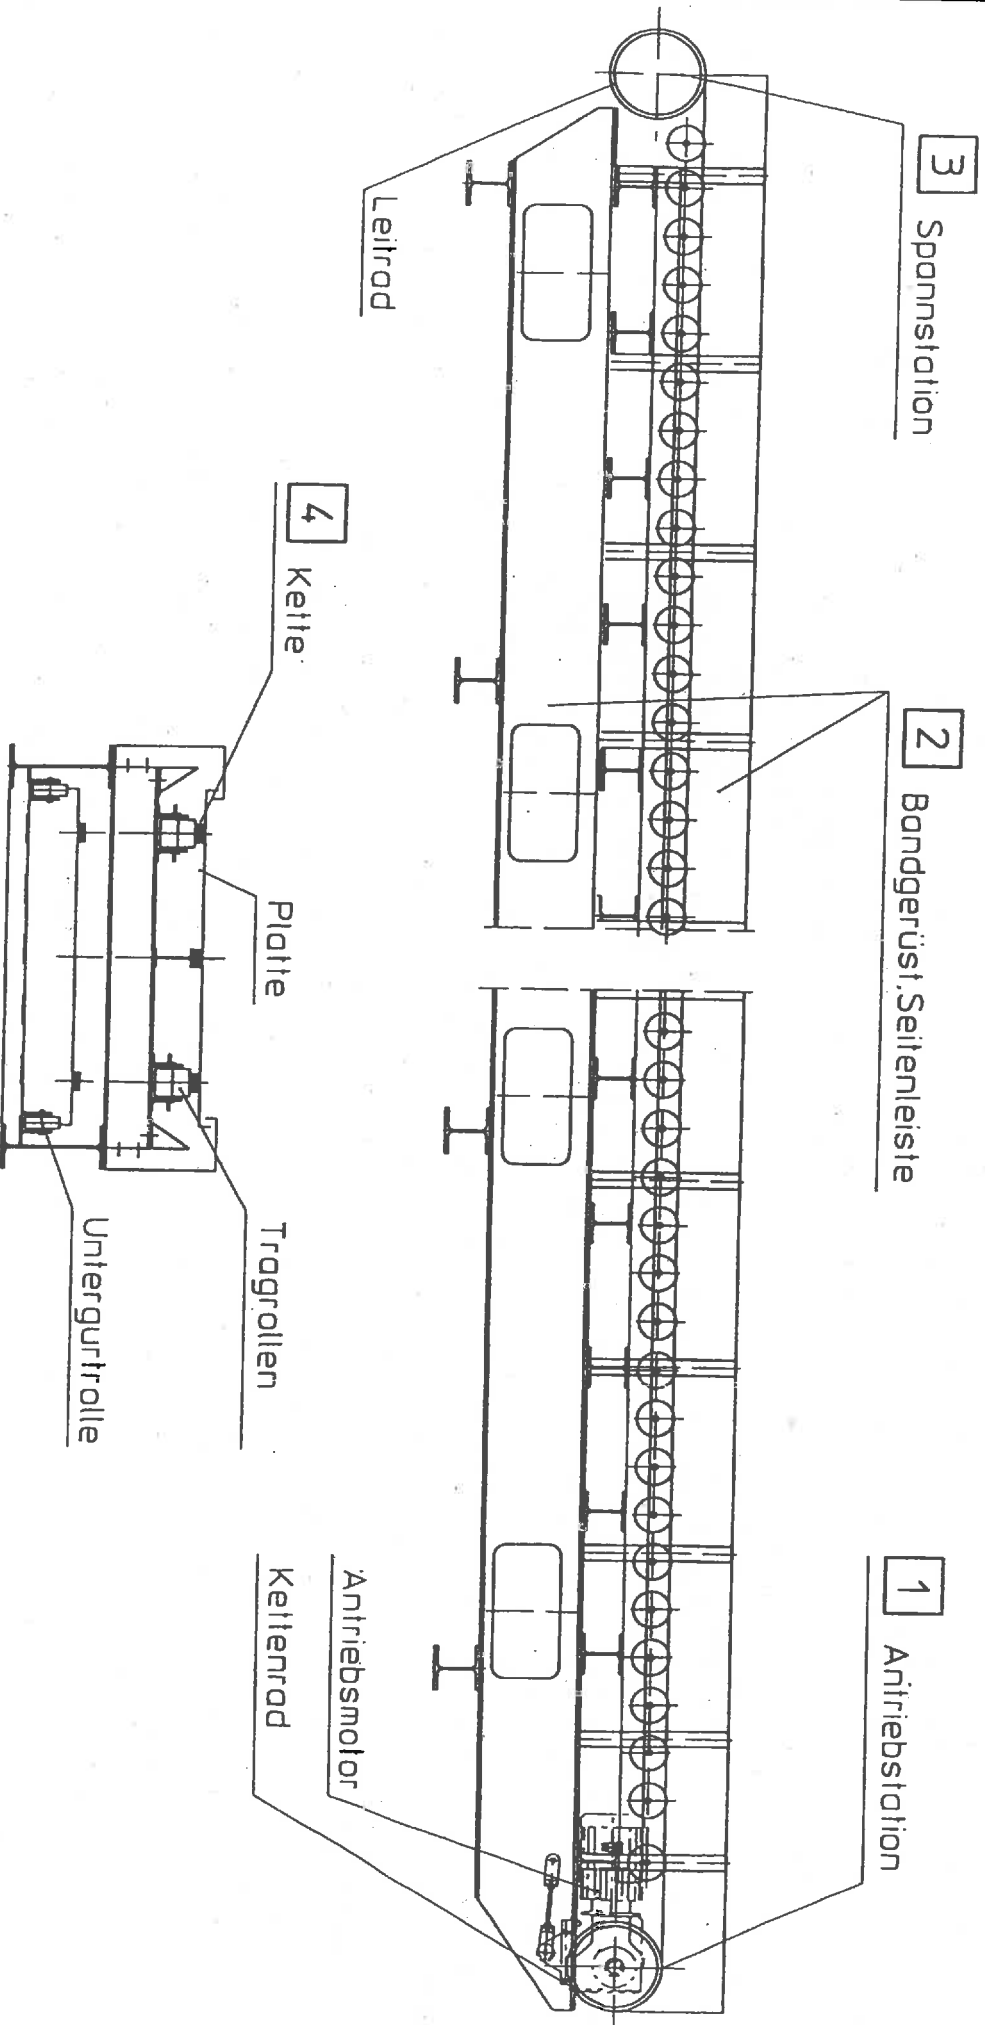 3 Spannstation
2 Bandgerüst,Seitenleiste
1 Antriebstation
Leitrad
4 Kette
Platte
Tragrollen
Untergurtrolle
Antriebsmotor
Kettenrad